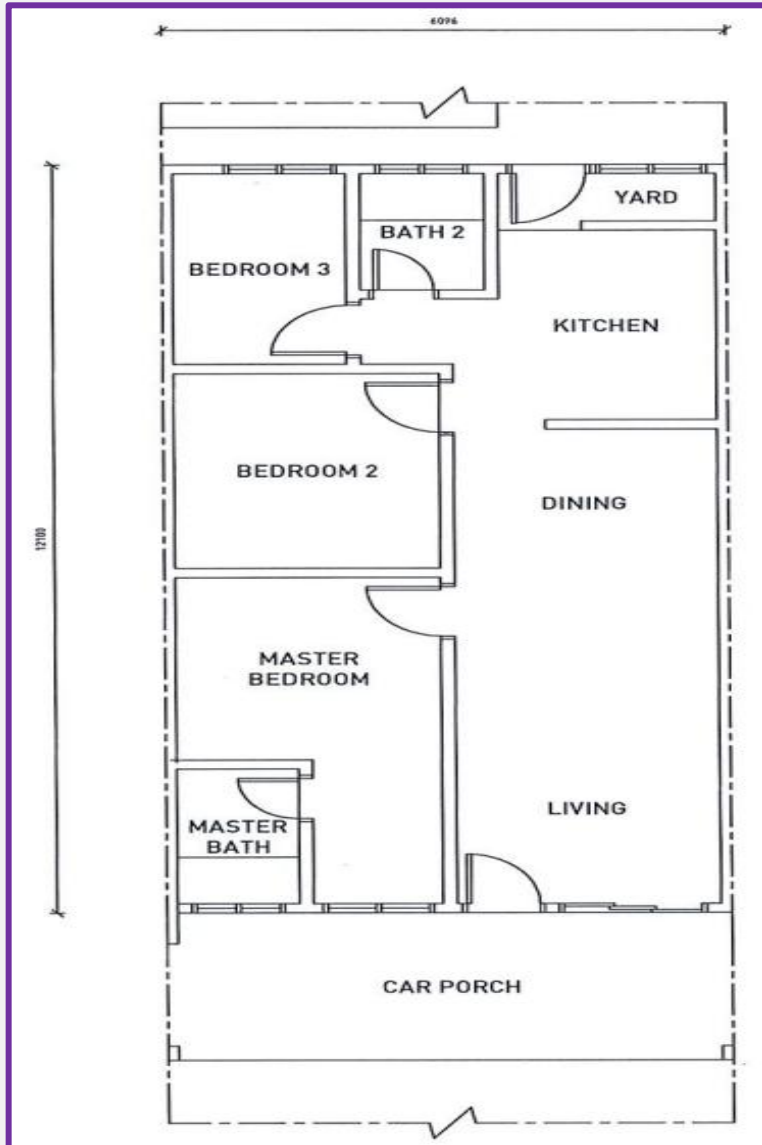 6096
YARD
BATH 2
BEDROOM 3
KITCHEN
BEDROOM 2
DINING
12100
MASTER
BEDROOM
LIVING
MASTER
BATH
CAR PORCH